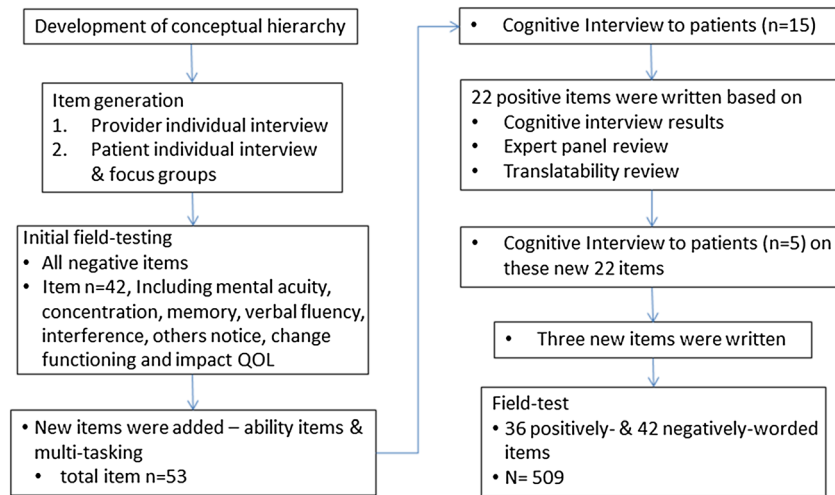 Development of conceptual hierarchy
Item generation
1. Provider individual interview
2. Patient individual interview
& focus groups
Initial field-testing
• All negative items
• Item n=42, Including mental acuity,
concentration, memory, verbal fluency,
interference, others notice, change
functioning and impact QOL
• New items were added – ability items &
multi-tasking
• total item n=53
• Cognitive Interview to patients (n=15)
22 positive items were written based on
• Cognitive interview results
• Expert panel review
• Translatability review
• Cognitive Interview to patients (n=5) on
these new 22 items
• Three new items were written
Field-test
• 36 positively- & 42 negatively-worded
items
• N= 509